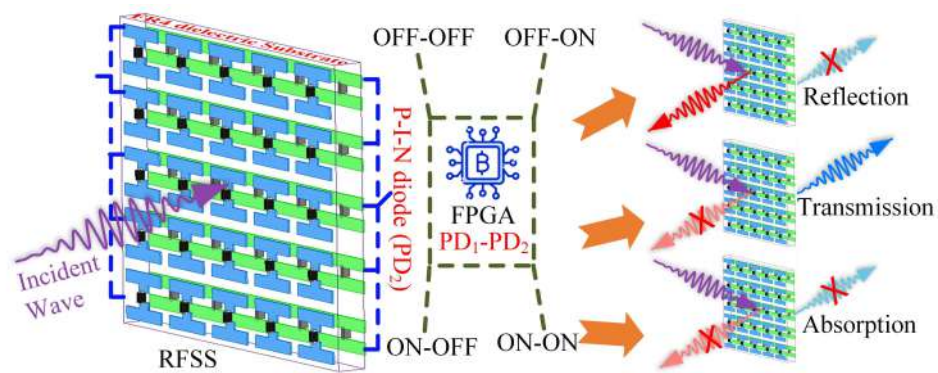 FR4 dielectric Substrate
OFF-OFF
OFF-ON
P-I-N diode (PD₂)
FPGA
PD₁-PD₂
Incident
Wave
RFSS
ON-OFF
ON-ON
Reflection
Transmission
Absorption